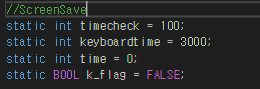 //ScreenSave
static int timecheck = 100;
static int keyboardtime = 3000;
static int time = 0;
static BOOL k_flag = FALSE;